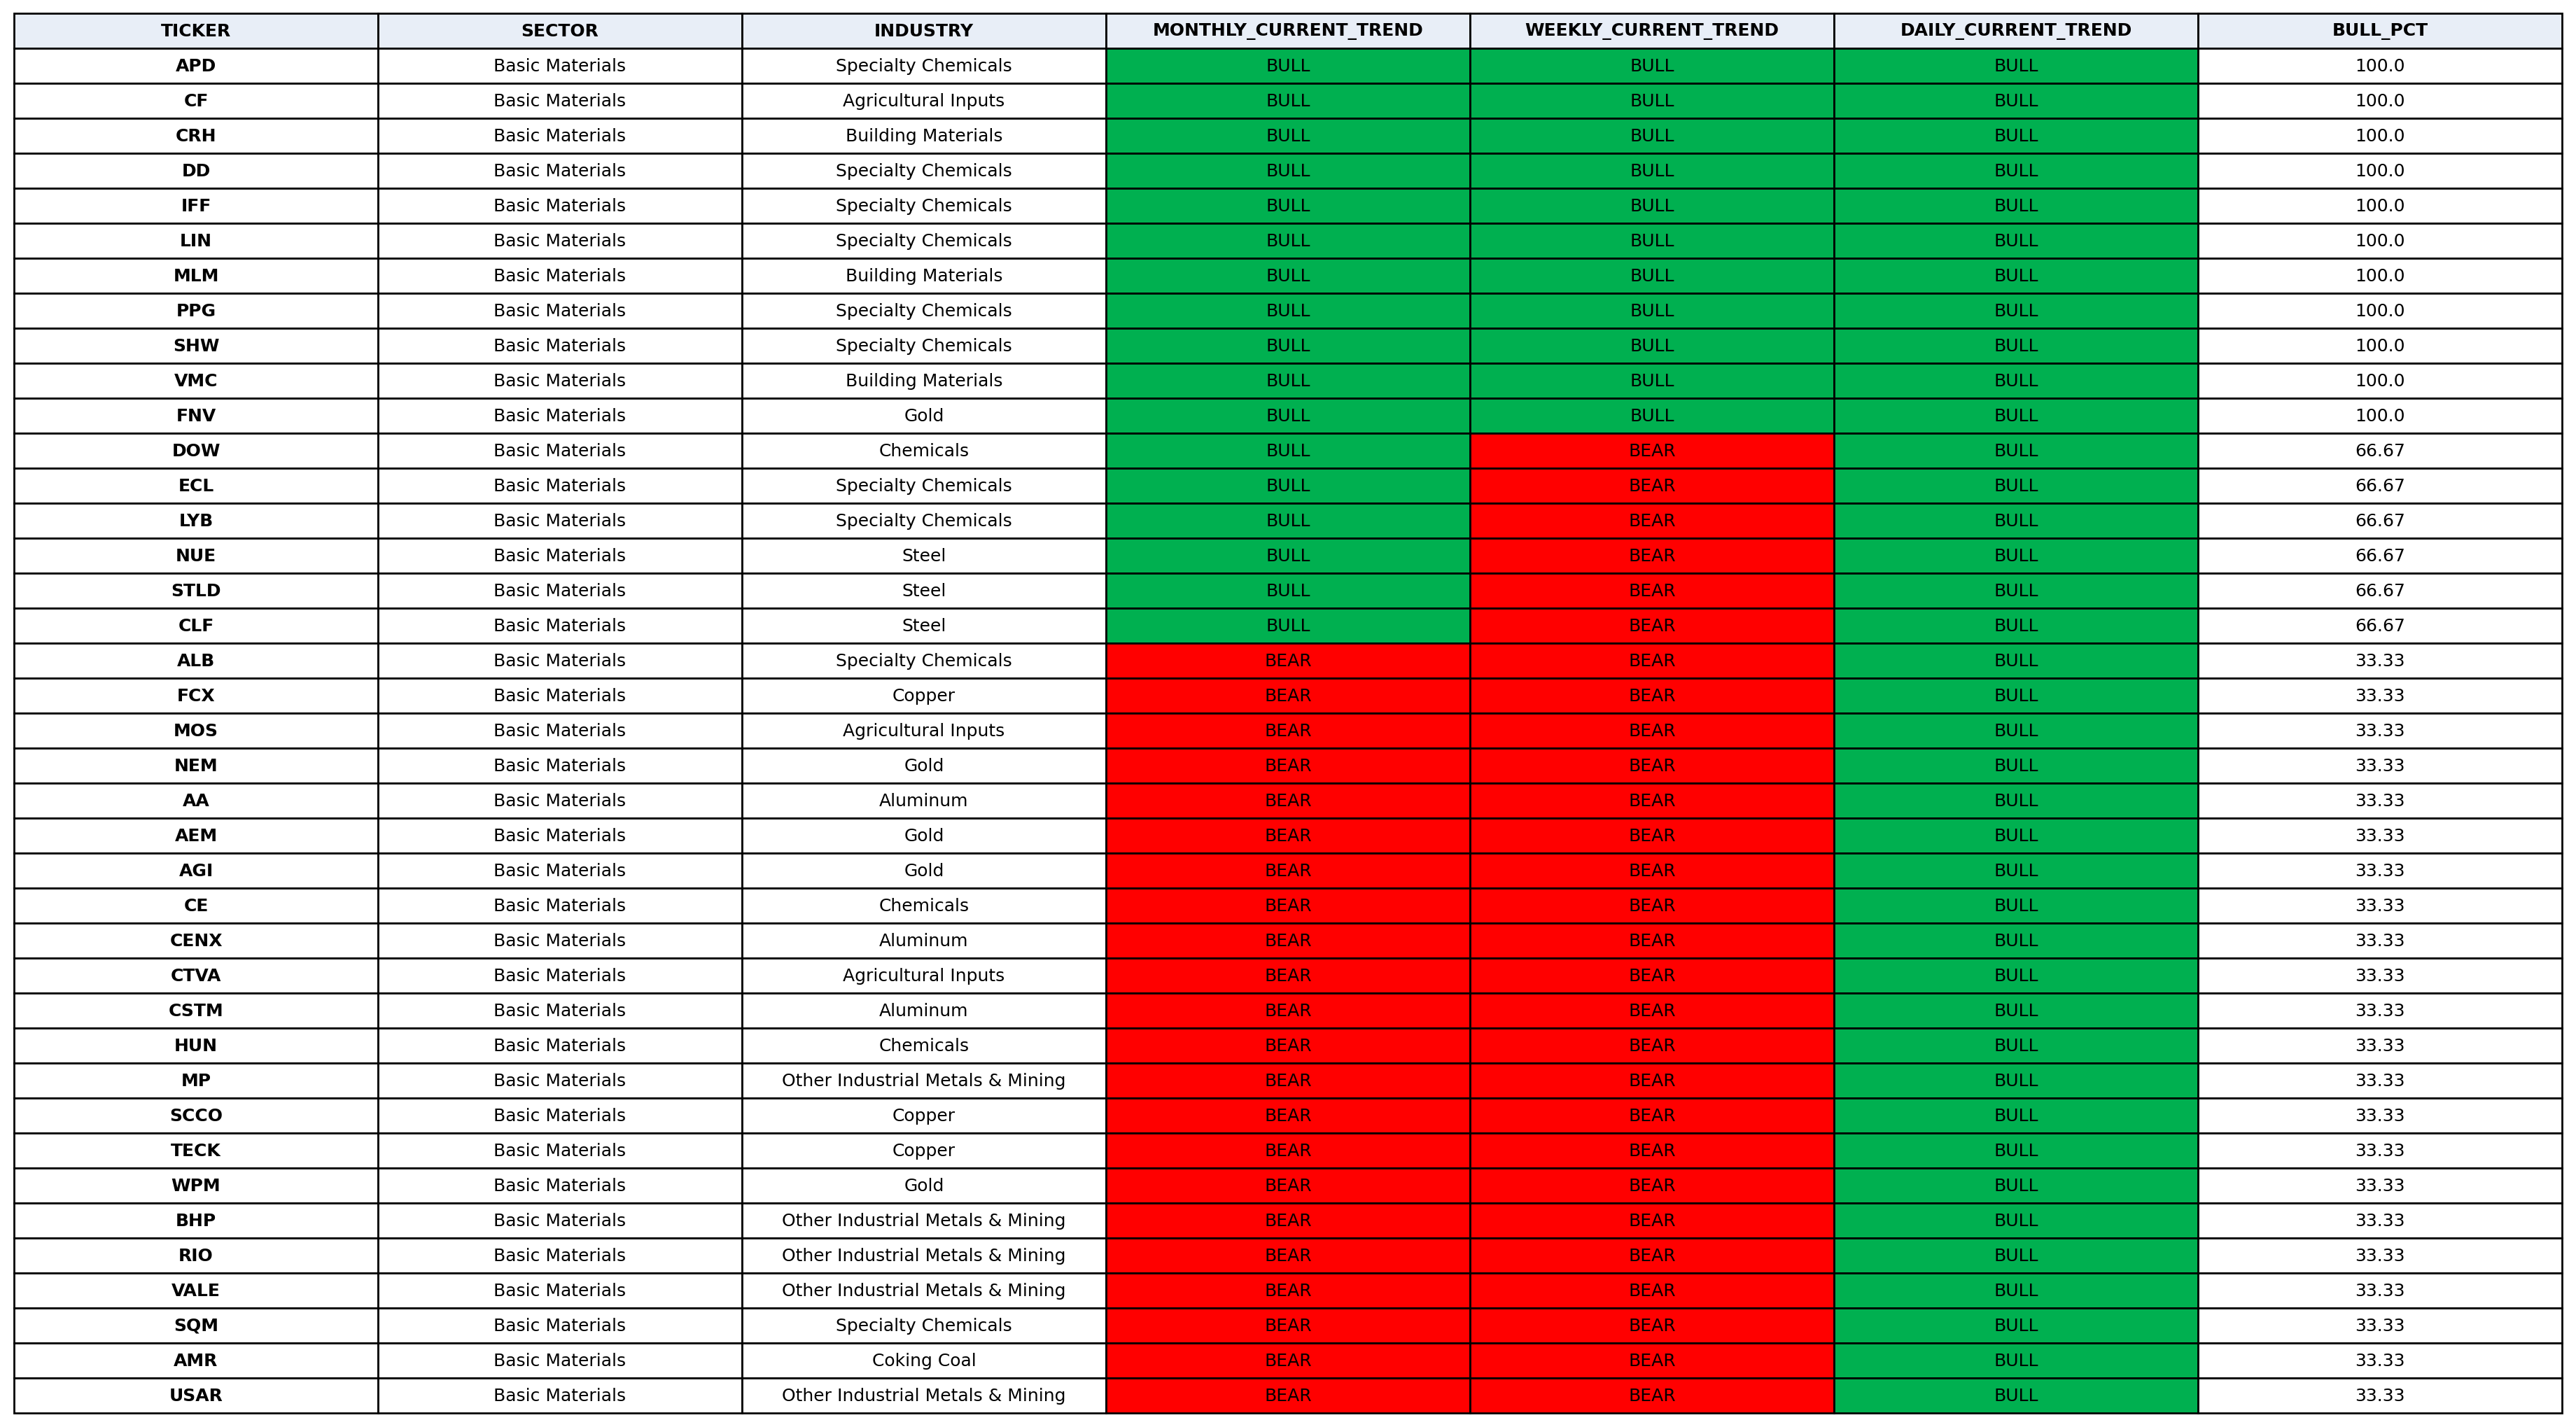 TICKER SECTOR INDUSTRY MONTHLY_CURRENT_TREND WEEKLY_CURRENT_TREND DAILY_CURRENT_TREND BULL_PCT
APD Basic Materials Specialty Chemicals BULL BULL BULL 100.0
CF Basic Materials Agricultural Inputs BULL BULL BULL 100.0
CRH Basic Materials Building Materials BULL BULL BULL 100.0
DD Basic Materials Specialty Chemicals BULL BULL BULL 100.0
IFF Basic Materials Specialty Chemicals BULL BULL BULL 100.0
LIN Basic Materials Specialty Chemicals BULL BULL BULL 100.0
MLM Basic Materials Building Materials BULL BULL BULL 100.0
PPG Basic Materials Specialty Chemicals BULL BULL BULL 100.0
SHW Basic Materials Specialty Chemicals BULL BULL BULL 100.0
VMC Basic Materials Building Materials BULL BULL BULL 100.0
FNV Basic Materials Gold BULL BULL BULL 100.0
DOW Basic Materials Chemicals BULL BEAR BULL 66.67
ECL Basic Materials Specialty Chemicals BULL BEAR BULL 66.67
LYB Basic Materials Specialty Chemicals BULL BEAR BULL 66.67
NUE Basic Materials Steel BULL BEAR BULL 66.67
STLD Basic Materials Steel BULL BEAR BULL 66.67
CLF Basic Materials Steel BULL BEAR BULL 66.67
ALB Basic Materials Specialty Chemicals BEAR BEAR BULL 33.33
FCX Basic Materials Copper BEAR BEAR BULL 33.33
MOS Basic Materials Agricultural Inputs BEAR BEAR BULL 33.33
NEM Basic Materials Gold BEAR BEAR BULL 33.33
AA Basic Materials Aluminum BEAR BEAR BULL 33.33
AEM Basic Materials Gold BEAR BEAR BULL 33.33
AGI Basic Materials Gold BEAR BEAR BULL 33.33
CE Basic Materials Chemicals BEAR BEAR BULL 33.33
CENX Basic Materials Aluminum BEAR BEAR BULL 33.33
CTVA Basic Materials Agricultural Inputs BEAR BEAR BULL 33.33
CSTM Basic Materials Aluminum BEAR BEAR BULL 33.33
HUN Basic Materials Chemicals BEAR BEAR BULL 33.33
MP Basic Materials Other Industrial Metals & Mining BEAR BEAR BULL 33.33
SCCO Basic Materials Copper BEAR BEAR BULL 33.33
TECK Basic Materials Copper BEAR BEAR BULL 33.33
WPM Basic Materials Gold BEAR BEAR BULL 33.33
BHP Basic Materials Other Industrial Metals & Mining BEAR BEAR BULL 33.33
RIO Basic Materials Other Industrial Metals & Mining BEAR BEAR BULL 33.33
VALE Basic Materials Other Industrial Metals & Mining BEAR BEAR BULL 33.33
SQM Basic Materials Specialty Chemicals BEAR BEAR BULL 33.33
AMR Basic Materials Coking Coal BEAR BEAR BULL 33.33
USAR Basic Materials Other Industrial Metals & Mining BEAR BEAR BULL 33.33